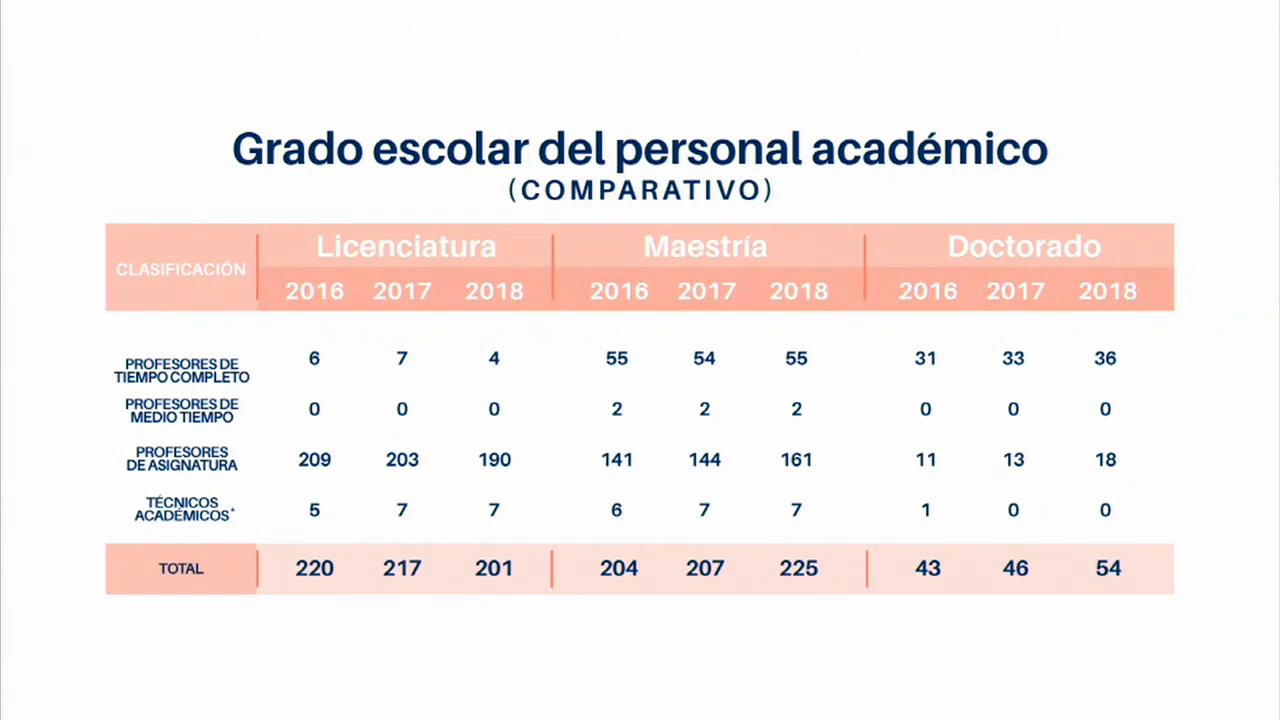 Grado escolar del personal académico
(COMPARATIVO)
CLASIFICACIÓN Licenciatura Maestría Doctorado
2016 2017 2018 2016 2017 2018 2016 2017 2018
PROFESORES DE
TIEMPO COMPLETO 6 7 4 55 54 55 31 33 36
PROFESORES DE
MEDIO TIEMPO 0 0 0 2 2 2 0 0 0
PROFESORES
DE ASIGNATURA 209 203 190 141 144 161 11 13 18
TÉCNICOS
ACADÉMICOS* 5 7 7 6 7 7 1 0 0
TOTAL 220 217 201 204 207 225 43 46 54